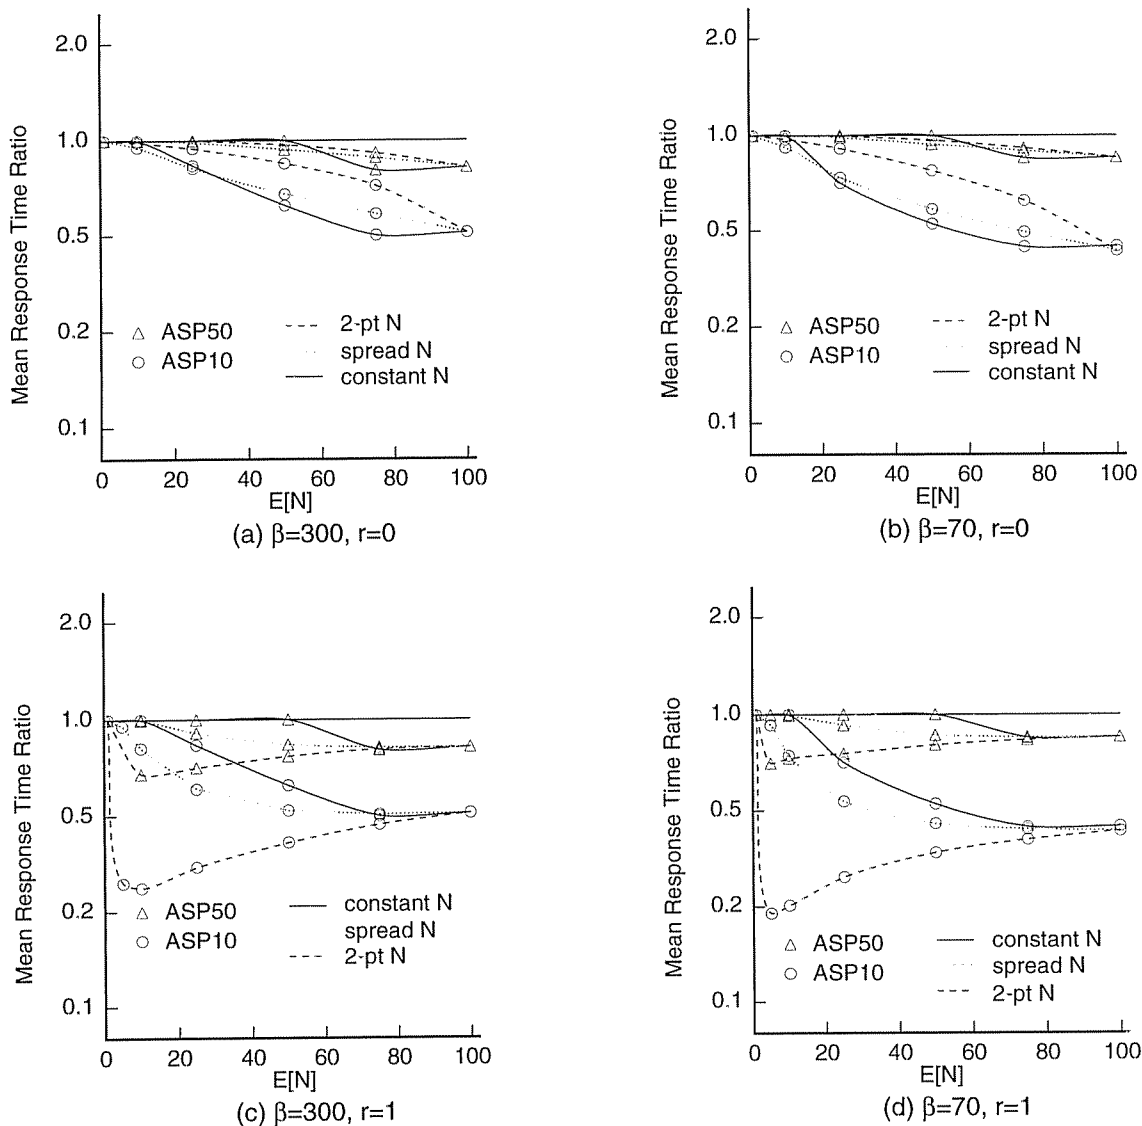 Mean Response Time Ratio
2.0
1.0
0.5
0.2
0.1
ASP50
ASP10
2-pt N
spread N
constant N
0 20 40 60 80 100
E[N]
(a) β=300, r=0
Mean Response Time Ratio
2.0
1.0
0.5
0.2
0.1
ASP50
ASP10
2-pt N
spread N
constant N
0 20 40 60 80 100
E[N]
(b) β=70, r=0
Mean Response Time Ratio
2.0
1.0
0.5
0.2
0.1
ASP50
ASP10
constant N
spread N
2-pt N
0 20 40 60 80 100
E[N]
(c) β=300, r=1
Mean Response Time Ratio
2.0
1.0
0.5
0.2
0.1
ASP50
ASP10
constant N
spread N
2-pt N
0 20 40 60 80 100
E[N]
(d) β=70, r=1